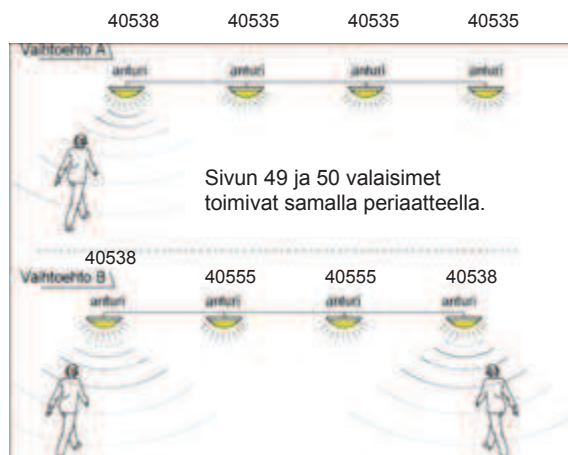 40538 40535 40535 40535
Vaihtoehto A
anturi anturi anturi anturi
Sivun 49 ja 50 valaisimet
toimivat samalla periaatteella.
40538
40555 40555 40538
Vaihtoehto B
anturi anturi anturi anturi